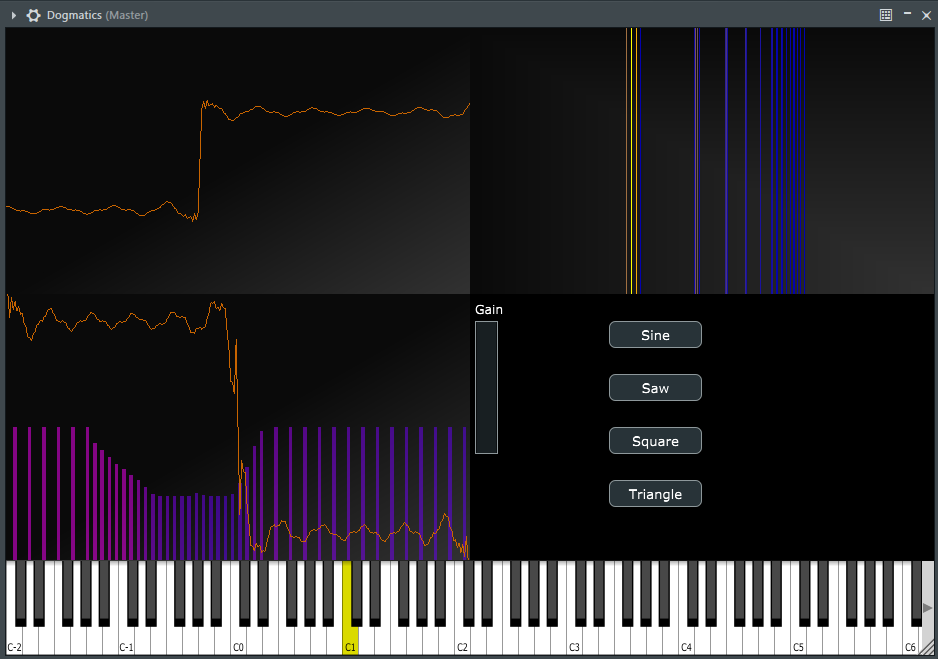 Dogmatics (Master)
Gain
Sine
Saw
Square
Triangle
C-2 C-1 C0 C1 C2 C3 C4 C5 C6